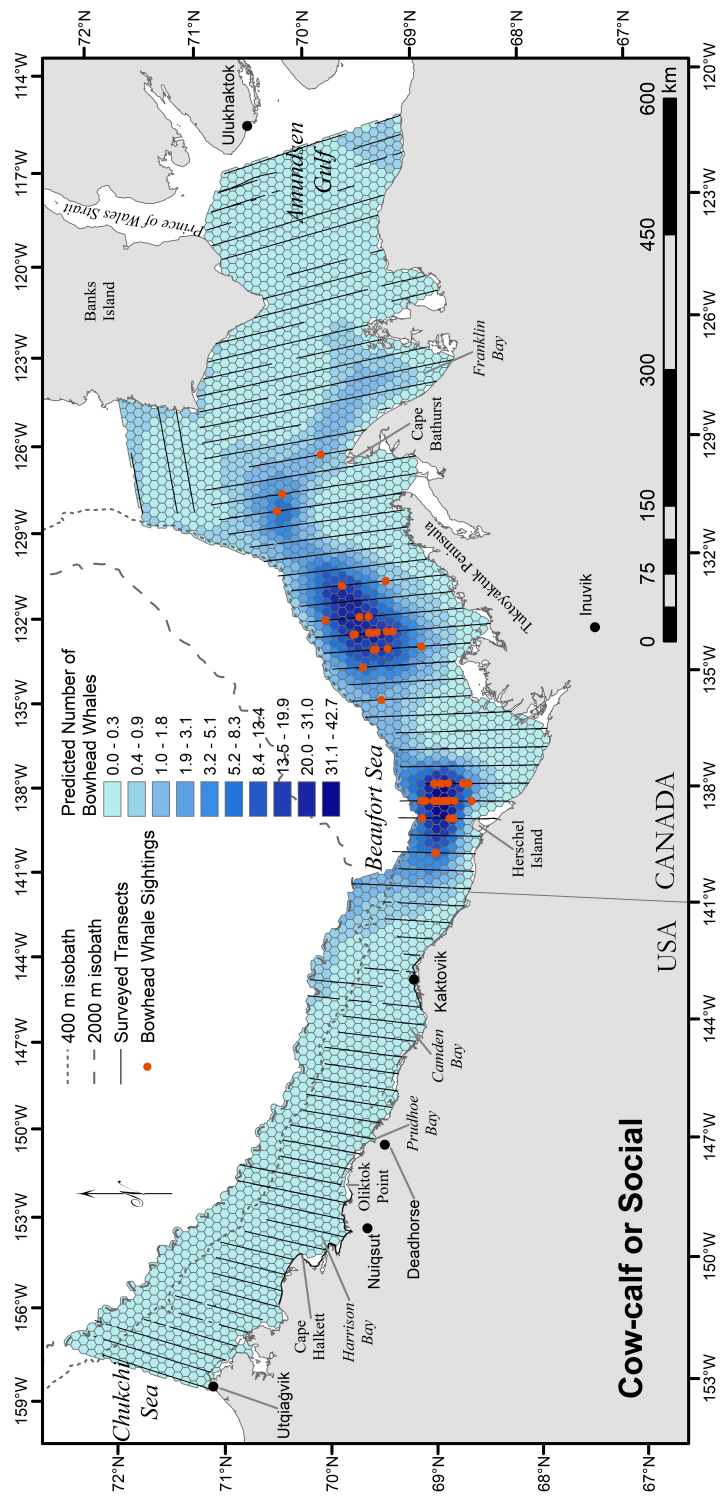 159°W
156°W
153°W
150°W
147°W
144°W
141°W
138°W
135°W
132°W
129°W
126°W
123°W
120°W
117°W
114°W
72°N
71°N
70°N
69°N
68°N
67°N
72°N
71°N
70°N
69°N
68°N
67°N
N
400 m isobath
2000 m isobath
Surveyed Transects
Bowhead Whale Sightings
Predicted Number of
Bowhead Whales
0.0 - 0.3
0.4 - 0.9
1.0 - 1.8
1.9 - 3.1
3.2 - 5.1
5.2 - 8.3
8.4 - 13.4
13.5 - 19.9
20.0 - 31.0
31.1 - 42.7
Chukchi
Sea
Beaufort Sea
Amundsen
Gulf
Prince of Wales Strait
Banks
Island
Ulukhaktok
Utqiaġvik
Cape
Halkett
Harrison
Bay
Nuiqsut
Oliktok
Point
Deadhorse
Prudhoe
Bay
Camden
Bay
Kaktovik
Herschel
Island
Tuktoyaktuk Peninsula
Inuvik
Cape
Bathurst
Franklin
Bay
USA
CANADA
Cow-calf or Social
0
75
150
300
450
600
km
153°W
150°W
147°W
144°W
141°W
138°W
135°W
132°W
129°W
126°W
123°W
120°W